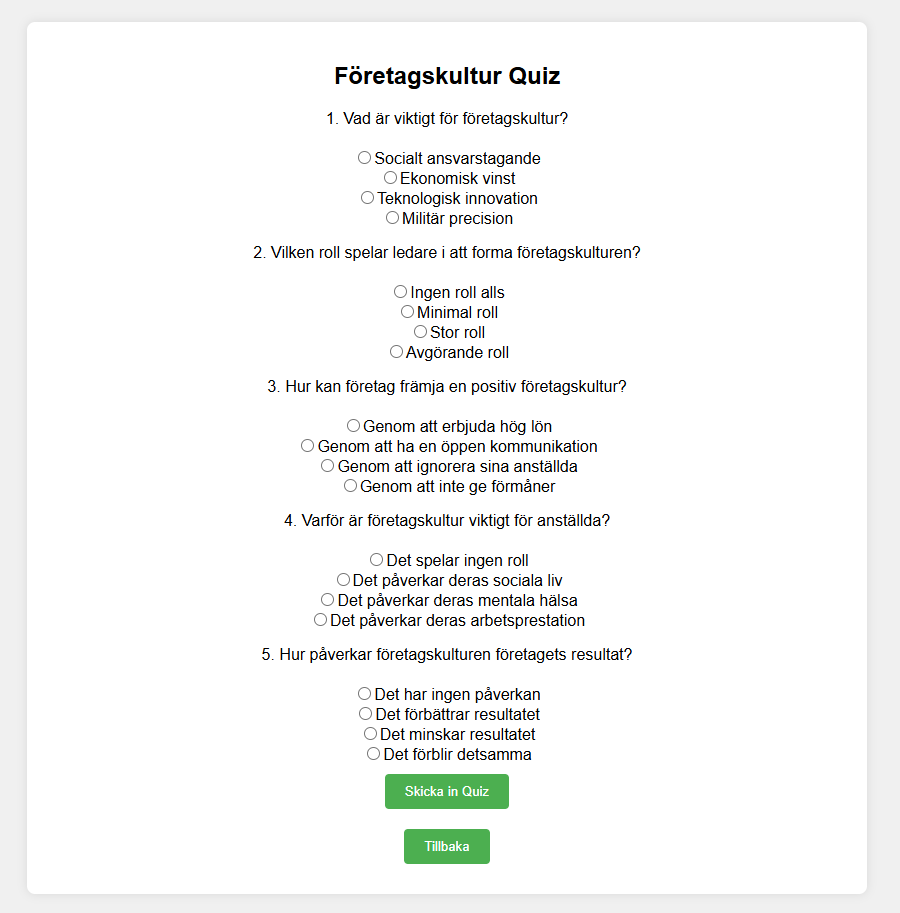 Företagskultur Quiz
1. Vad är viktigt för företagskultur?
Socialt ansvarstagande
Ekonomisk vinst
Teknologisk innovation
Militär precision
2. Vilken roll spelar ledare i att forma företagskulturen?
Ingen roll alls
Minimal roll
Stor roll
Avgörande roll
3. Hur kan företag främja en positiv företagskultur?
Genom att erbjuda hög lön
Genom att ha en öppen kommunikation
Genom att ignorera sina anställda
Genom att inte ge förmåner
4. Varför är företagskultur viktigt för anställda?
Det spelar ingen roll
Det påverkar deras sociala liv
Det påverkar deras mentala hälsa
Det påverkar deras arbetsprestation
5. Hur påverkar företagskulturen företagets resultat?
Det har ingen påverkan
Det förbättrar resultatet
Det minskar resultatet
Det förblir detsamma
Skicka in Quiz
Tillbaka